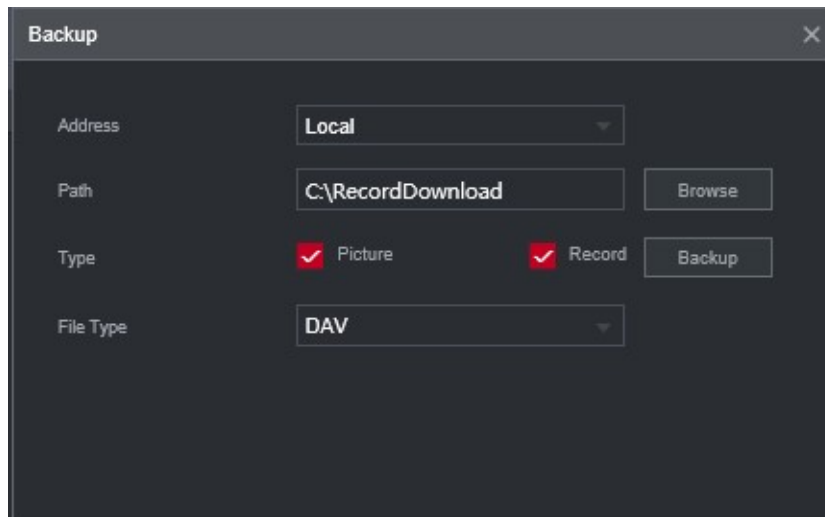 Backup
Address Local
Path C:\RecordDownload Browse
Type Picture Record Backup
File Type DAV